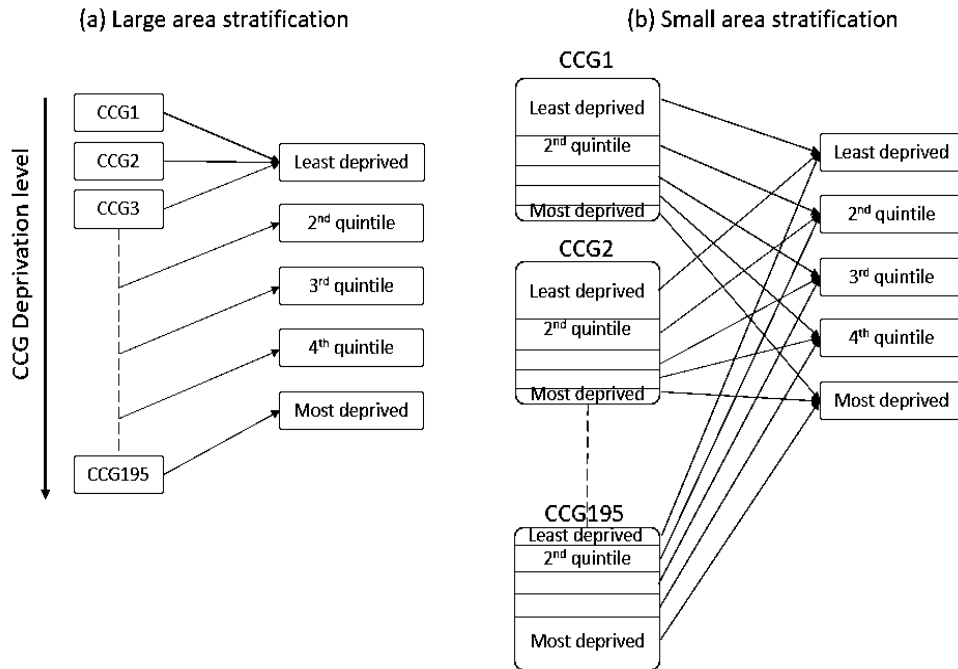 (a) Large area stratification
CCG Deprivation level
CCG1
CCG2
CCG3
CCG195
Least deprived
2nd quintile
3rd quintile
4th quintile
Most deprived
(b) Small area stratification
CCG1
Least deprived
2nd quintile
Most deprived
CCG2
Least deprived
2nd quintile
Most deprived
CCG195
Least deprived
2nd quintile
Most deprived
Least deprived
2nd quintile
3rd quintile
4th quintile
Most deprived